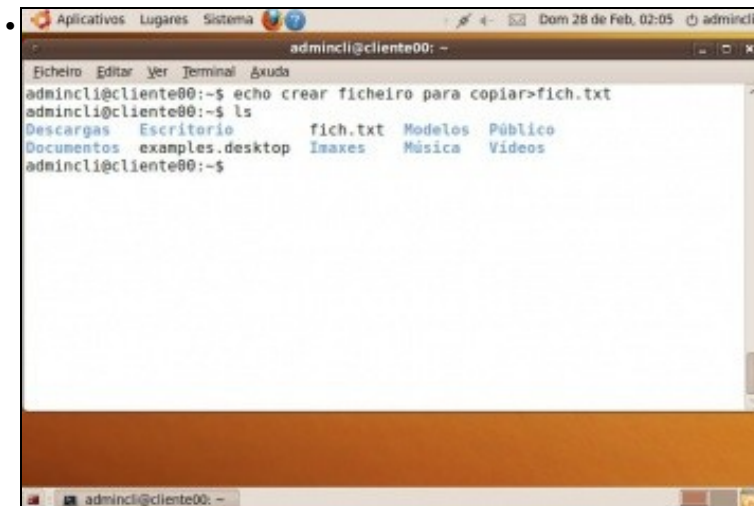 Aplicativos Lugares Sistema Dom 28 de Feb, 02:05 admincli
admincli@cliente00: ~
Ficheiro Editar Ver Terminal Axuda
admincli@cliente00:~$ echo crear ficheiro para copiar>fich.txt
admincli@cliente00:~$ ls
Descargas Escritorio fich.txt Modelos Público
Documentos examples.desktop Imaxes Música Vídeos
admincli@cliente00:~$
admincli@cliente00: ~